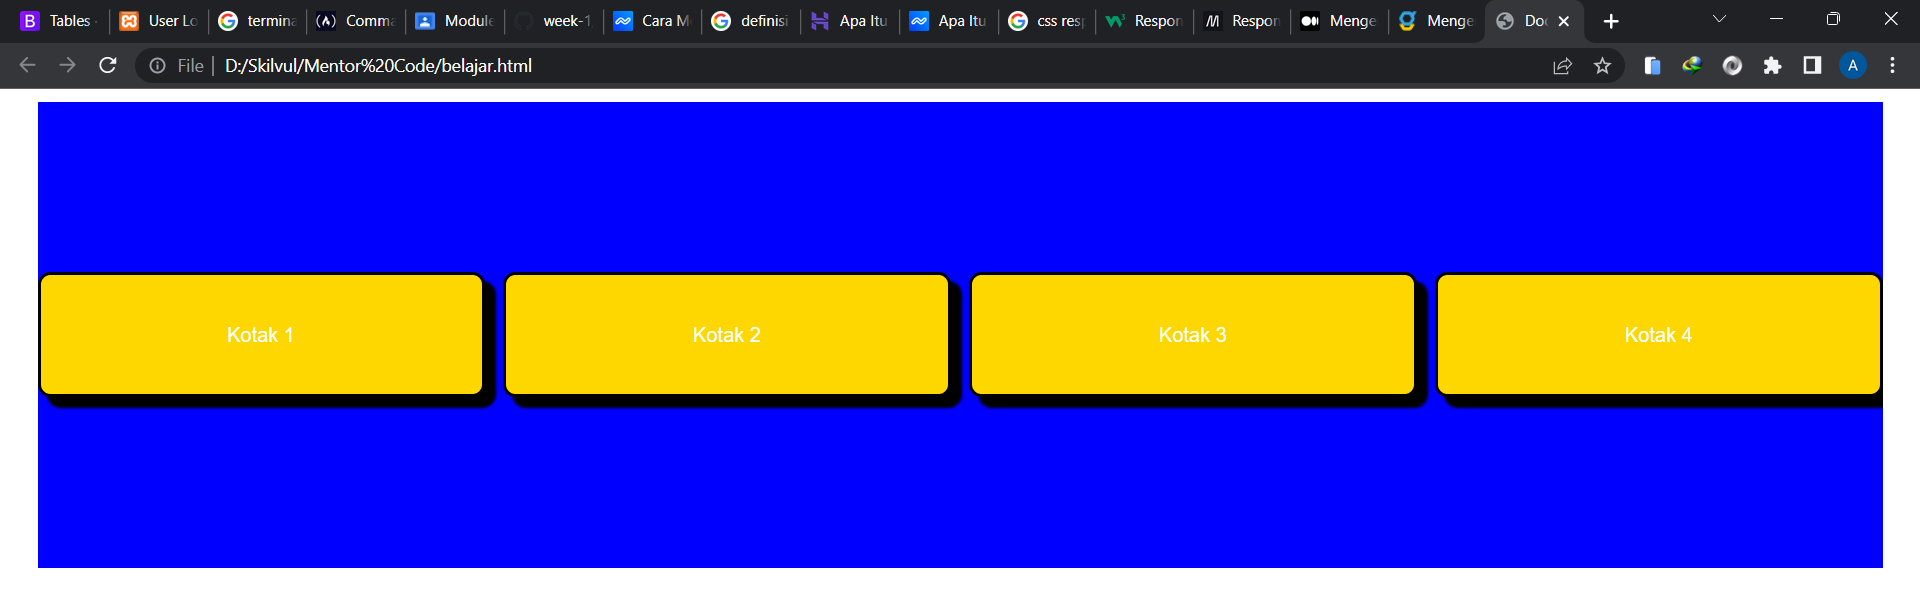 Tables
User Lo
termina
Comma
Module
week-1
Cara M
definisi
Apa Itu
Apa Itu
css resp
Respon
Respon
Menge
Menge
Doc
File
D:/Skilvul/Mentor%20Code/belajar.html
A
Kotak 1
Kotak 2
Kotak 3
Kotak 4